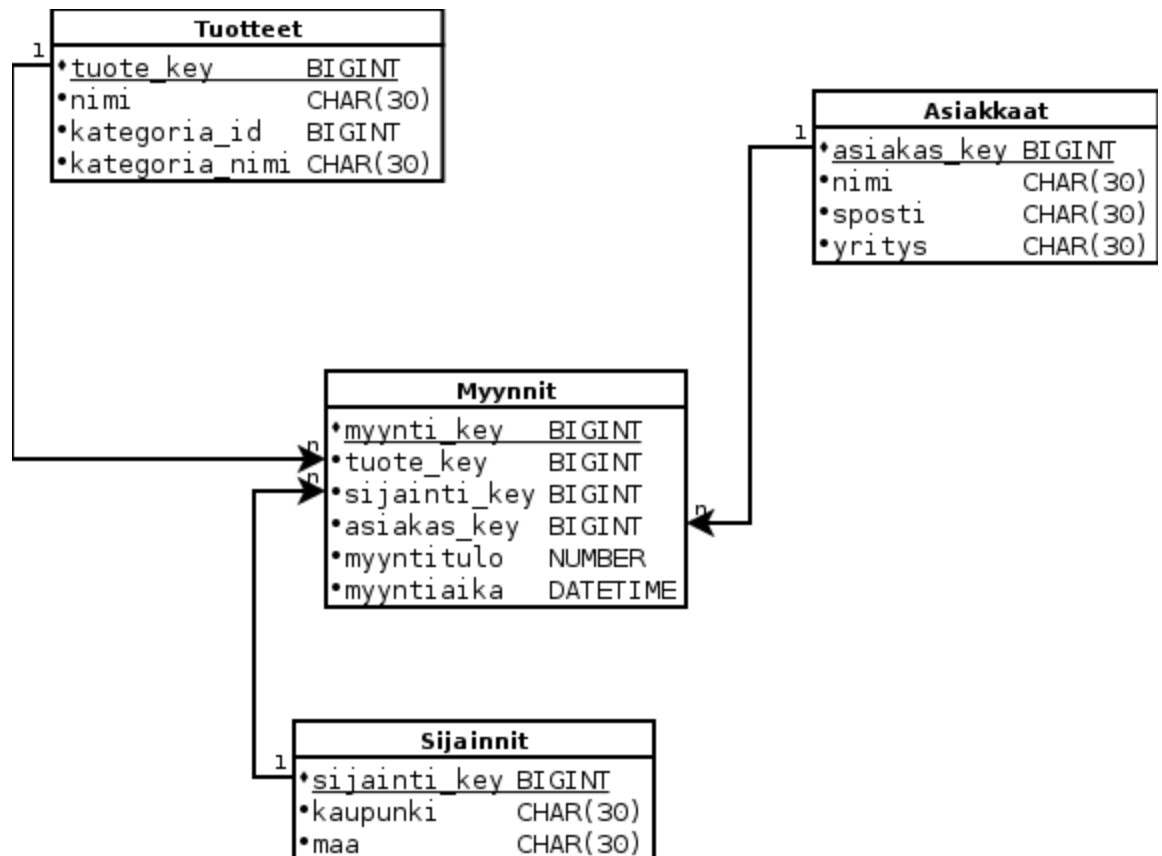 Tuotteet
1
tuote_key BIGINT
nimi CHAR(30)
kategoria_id BIGINT
kategoria_nimi CHAR(30)
Asiakkaat
1
asiakas_key BIGINT
nimi CHAR(30)
sposti CHAR(30)
yritys CHAR(30)
Myynnit
myynti_key BIGINT
n
tuote_key BIGINT
n
sijainti_key BIGINT
asiakas_key BIGINT
n
myyntitulo NUMBER
myyntiaika DATETIME
Sijainnit
1
sijainti_key BIGINT
kaupunki CHAR(30)
maa CHAR(30)